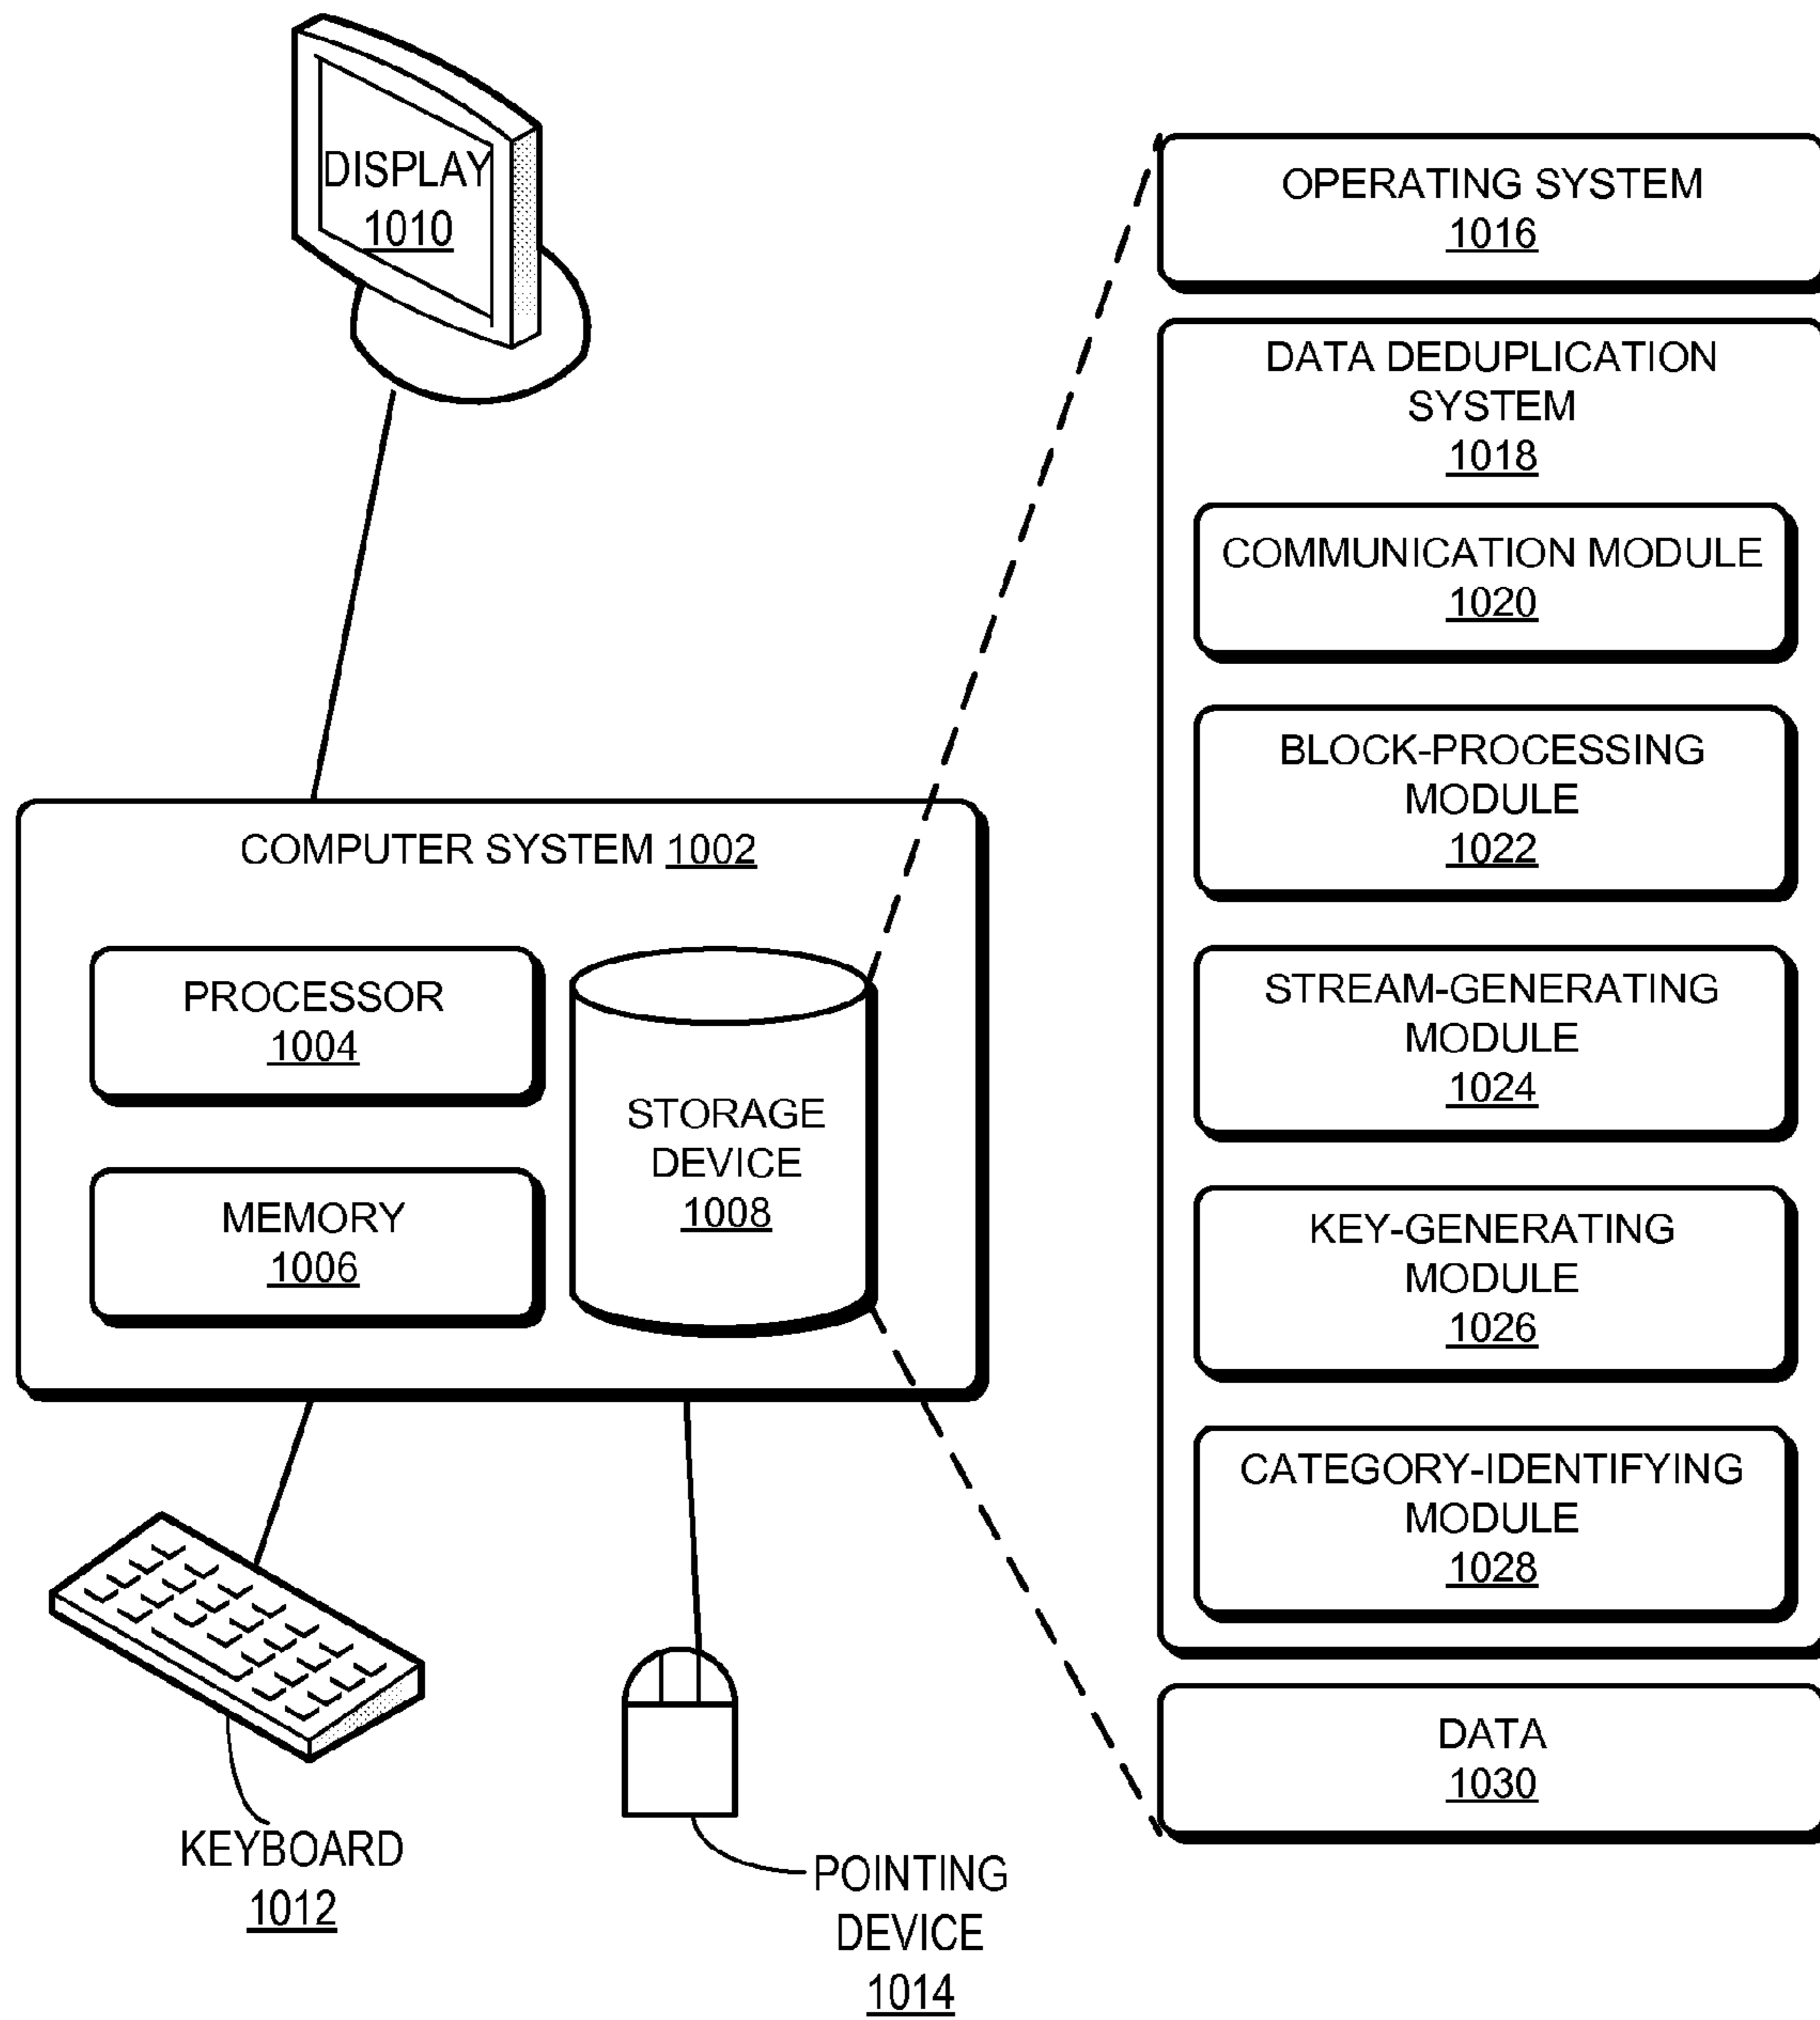 DISPLAY
1010
COMPUTER SYSTEM 1002
PROCESSOR
1004
MEMORY
1006
STORAGE
DEVICE
1008
KEYBOARD
1012
POINTING
DEVICE
1014
OPERATING SYSTEM
1016
DATA DEDUPLICATION
SYSTEM
1018
COMMUNICATION MODULE
1020
BLOCK-PROCESSING
MODULE
1022
STREAM-GENERATING
MODULE
1024
KEY-GENERATING
MODULE
1026
CATEGORY-IDENTIFYING
MODULE
1028
DATA
1030